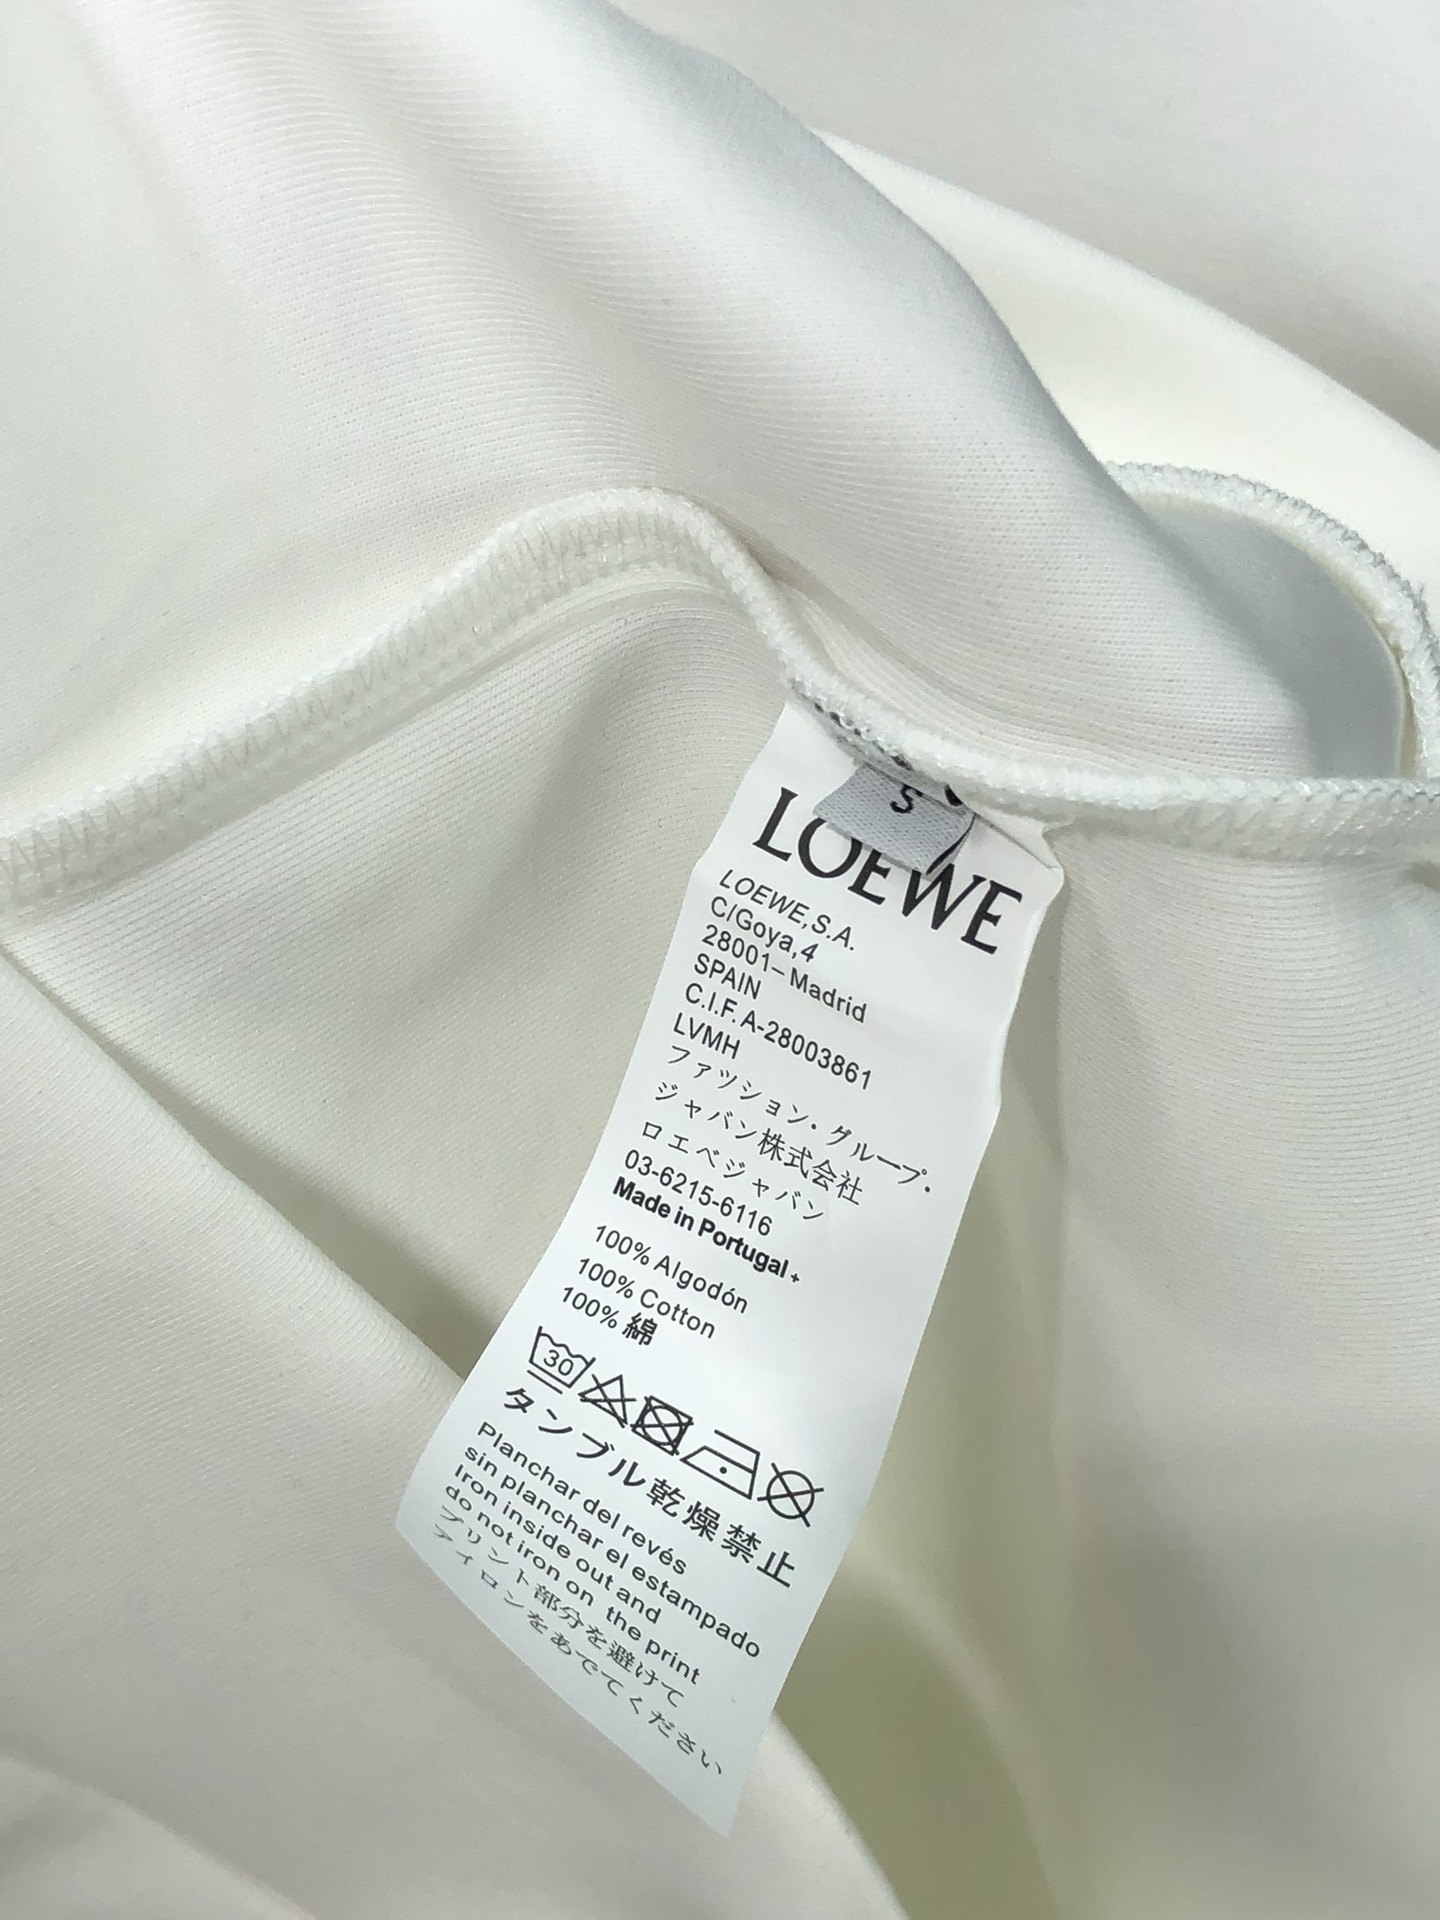 S
LOEWE
LOEWE,S.A.
C/Goya,4
28001–Madrid
SPAIN
C.I.F. A-28003861
LVMH
ファッション・グループ・
ジャバン株式会社
ロエベジャバン
03-6215-6116
Made in Portugal
100% Algodón
100% Cotton
100% 綿
30
タンブル乾燥禁止
Planchar del revés
sin planchar el estampado
Iron inside out and
do not iron on the print
プリント部分を避けて
アイロンをあてでください